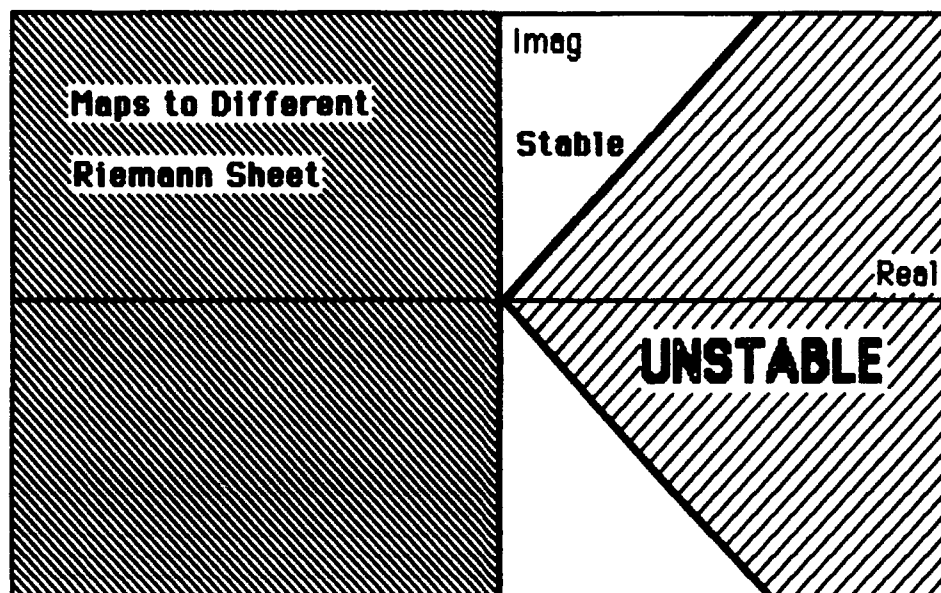 Imag
Maps to Different
Stable
Riemann Sheet
Real
UNSTABLE